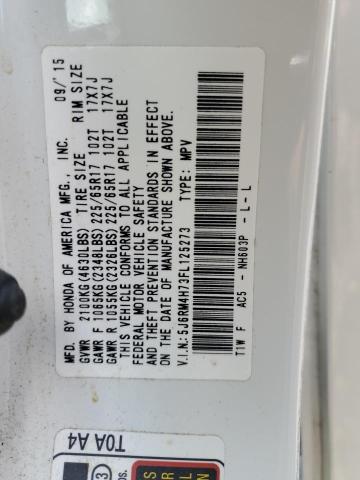 MFD. BY HONDA OF AMERICA MFG., INC. 09/'15
TIRE SIZE RIM SIZE
GVWR 2100KG(4630LBS)
GAWR F 1065KG(2348LBS) 225/65R17 102T 17X7J
GAWR R 1055KG(2326LBS) 225/65R17 102T 17X7J
THIS VEHICLE CONFORMS TO ALL APPLICABLE
FEDERAL MOTOR VEHICLE SAFETY AND
THEFT PREVENTION STANDARDS IN EFFECT
ON THE DATE OF MANUFACTURE SHOWN ABOVE.
V.I.N.:5J6RM4H73FL125273 TYPE: MPV
T1W F AC5 - NH603P - L - L
T0A A4